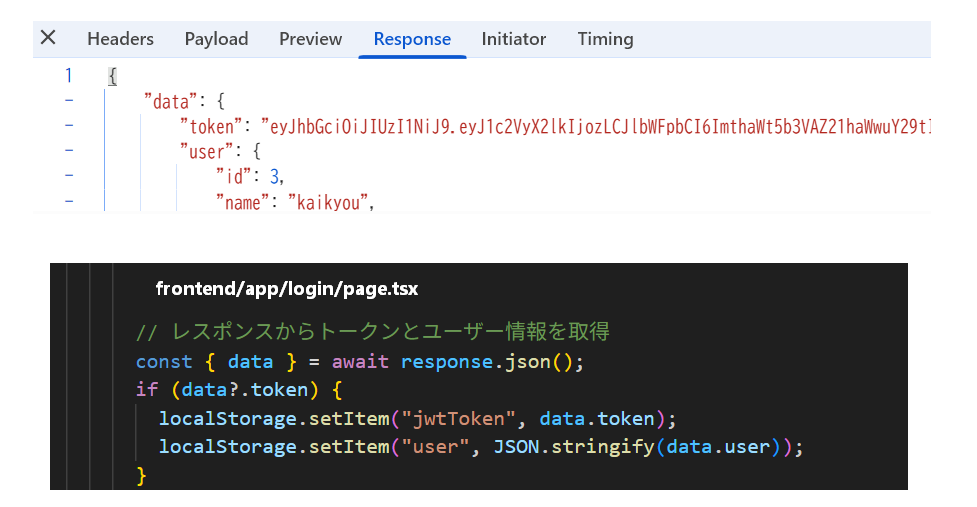 Headers Payload Preview Response Initiator Timing
1 {
- "data": {
- "token": "eyJhbGciOiJIUzI1NiJ9.eyJ1c2VyX2lkIjozLCJlbWFpbCI6ImthaWt5b3VAZ21haWwuY29tI
- "user": {
- "id": 3,
- "name": "kaikyou",
frontend/app/login/page.tsx
// レスポンスからトークンとユーザー情報を取得
const { data } = await response.json();
if (data?.token) {
localStorage.setItem("jwtToken", data.token);
localStorage.setItem("user", JSON.stringify(data.user));
}